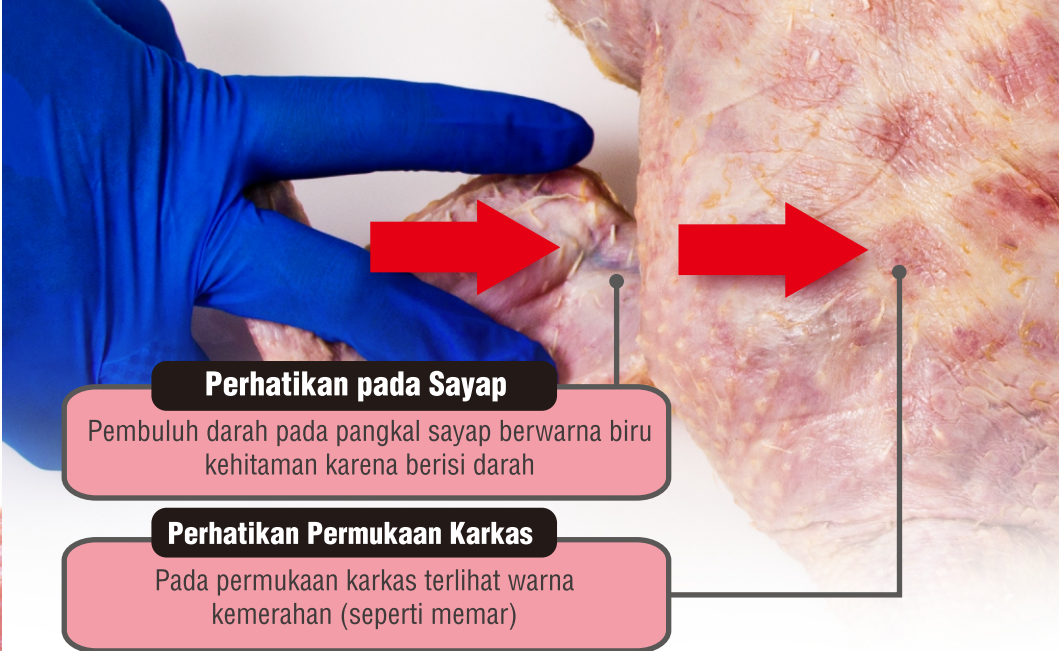 Perhatikan pada Sayap
Pembuluh darah pada pangkal sayap berwarna biru
kehitaman karena berisi darah
Perhatikan Permukaan Karkas
Pada permukaan karkas terlihat warna
kemerahan (seperti memar)